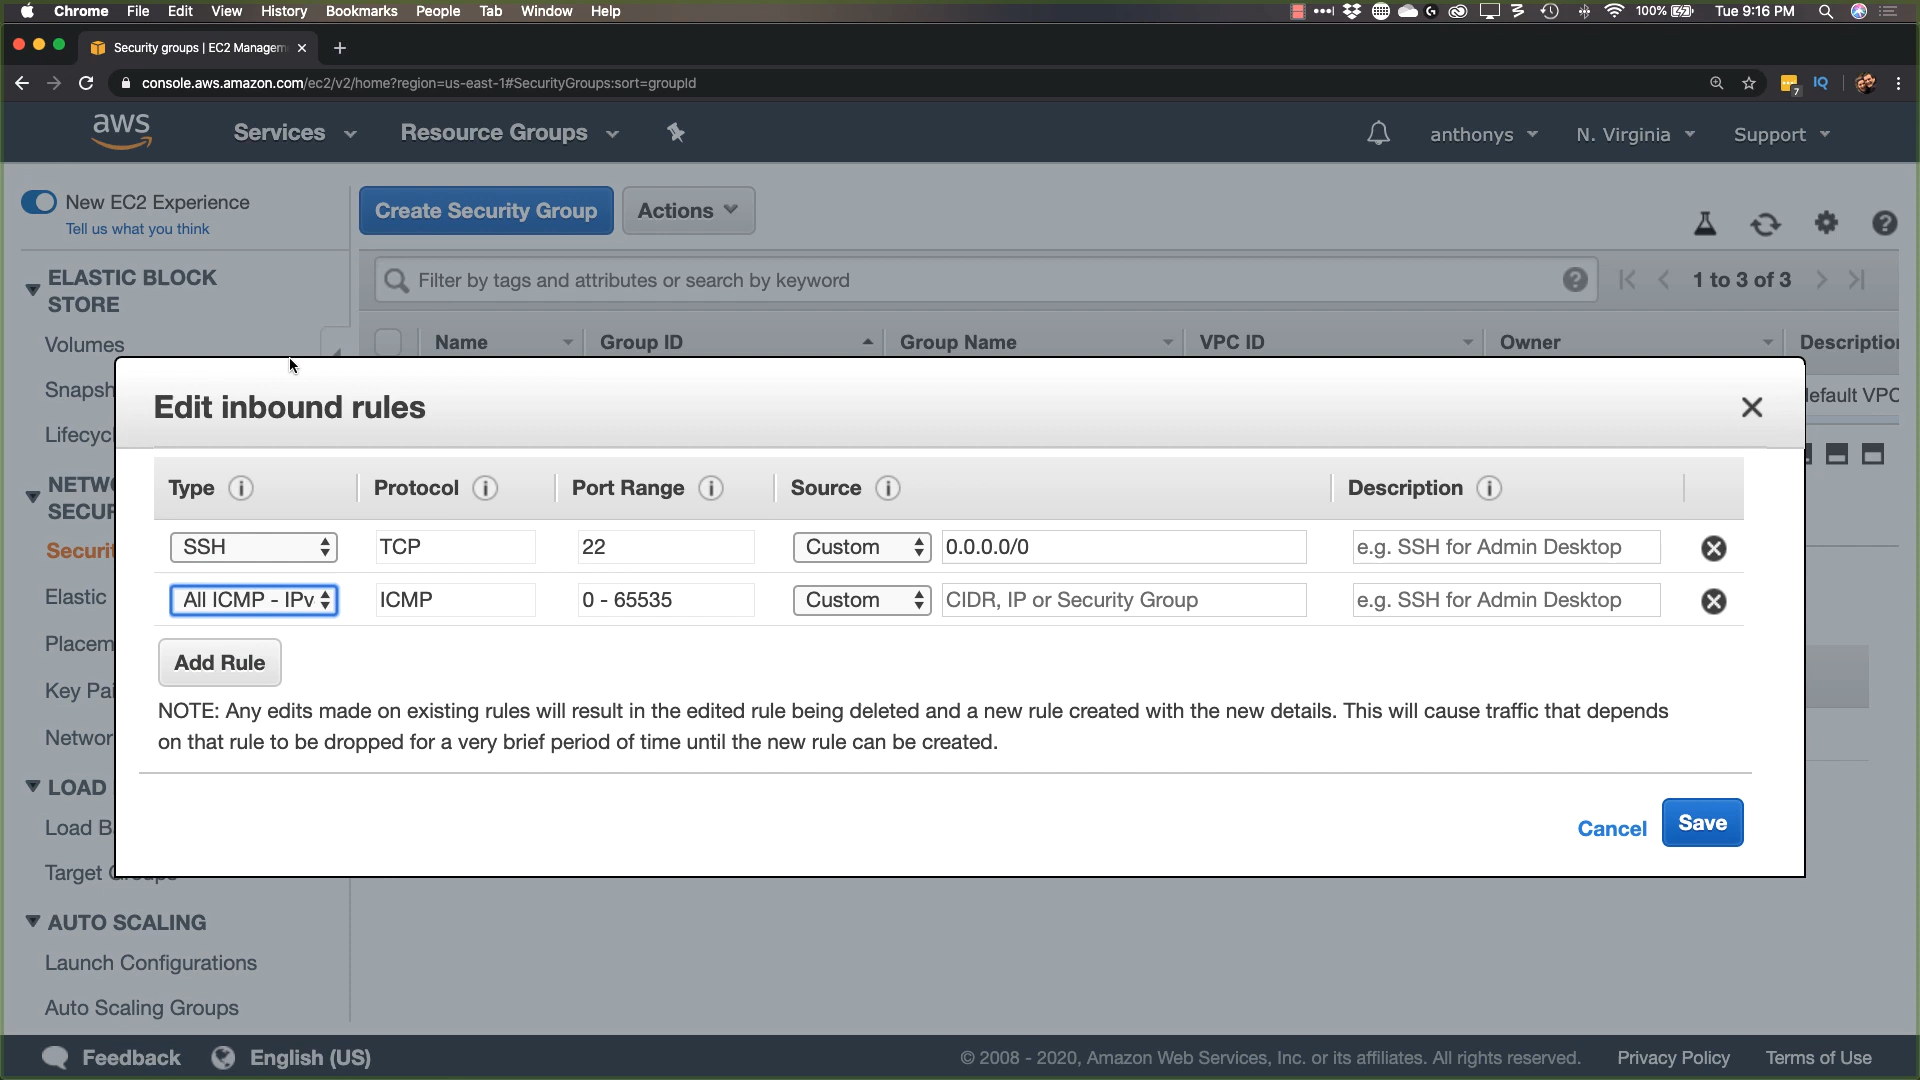 Chrome File Edit View History Bookmarks People Tab Window Help 100% Tue 9:16 PM
Security groups | EC2 Managem
console.aws.amazon.com/ec2/v2/home?region=us-east-1#SecurityGroups:sort=groupId
7 IQ
aws Services Resource Groups anthonys N. Virginia Support
New EC2 Experience
Tell us what you think
Create Security Group Actions
ELASTIC BLOCK
STORE
Filter by tags and attributes or search by keyword 1 to 3 of 3
Volumes
Name Group ID Group Name VPC ID Owner Description
Snapsh
efault VPC
Lifecycl
NETW
SECUR
Securit
Elastic
Placem
Key Pai
Networ
LOAD
Load B
Target Groups
AUTO SCALING
Launch Configurations
Auto Scaling Groups
Edit inbound rules
Type Protocol Port Range Source Description
SSH TCP 22 Custom 0.0.0.0/0 e.g. SSH for Admin Desktop
All ICMP - IPv ICMP 0 - 65535 Custom CIDR, IP or Security Group e.g. SSH for Admin Desktop
Add Rule
NOTE: Any edits made on existing rules will result in the edited rule being deleted and a new rule created with the new details. This will cause traffic that depends
on that rule to be dropped for a very brief period of time until the new rule can be created.
Cancel Save
Feedback English (US) © 2008 - 2020, Amazon Web Services, Inc. or its affiliates. All rights reserved. Privacy Policy Terms of Use